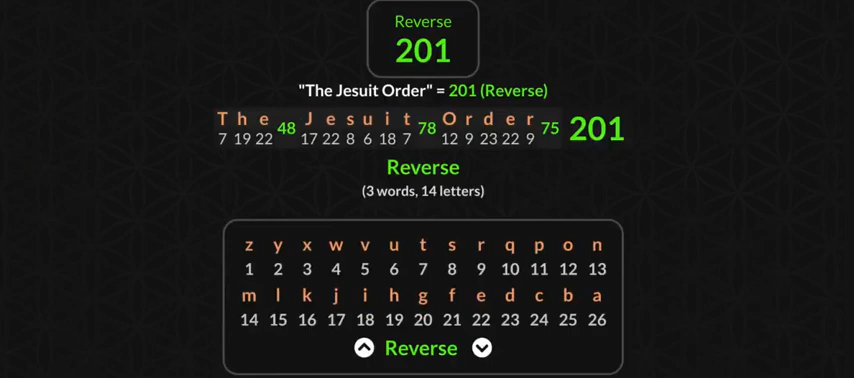 Reverse
201
"The Jesuit Order" = 201 (Reverse)
T h e 48 J e s u i t 78 O r d e r 75 201
7 19 22 17 22 8 6 18 7 12 9 23 22 9
Reverse
(3 words, 14 letters)
z y x w v u t s r q p o n
1 2 3 4 5 6 7 8 9 10 11 12 13
m l k j i h g f e d c b a
14 15 16 17 18 19 20 21 22 23 24 25 26
Reverse